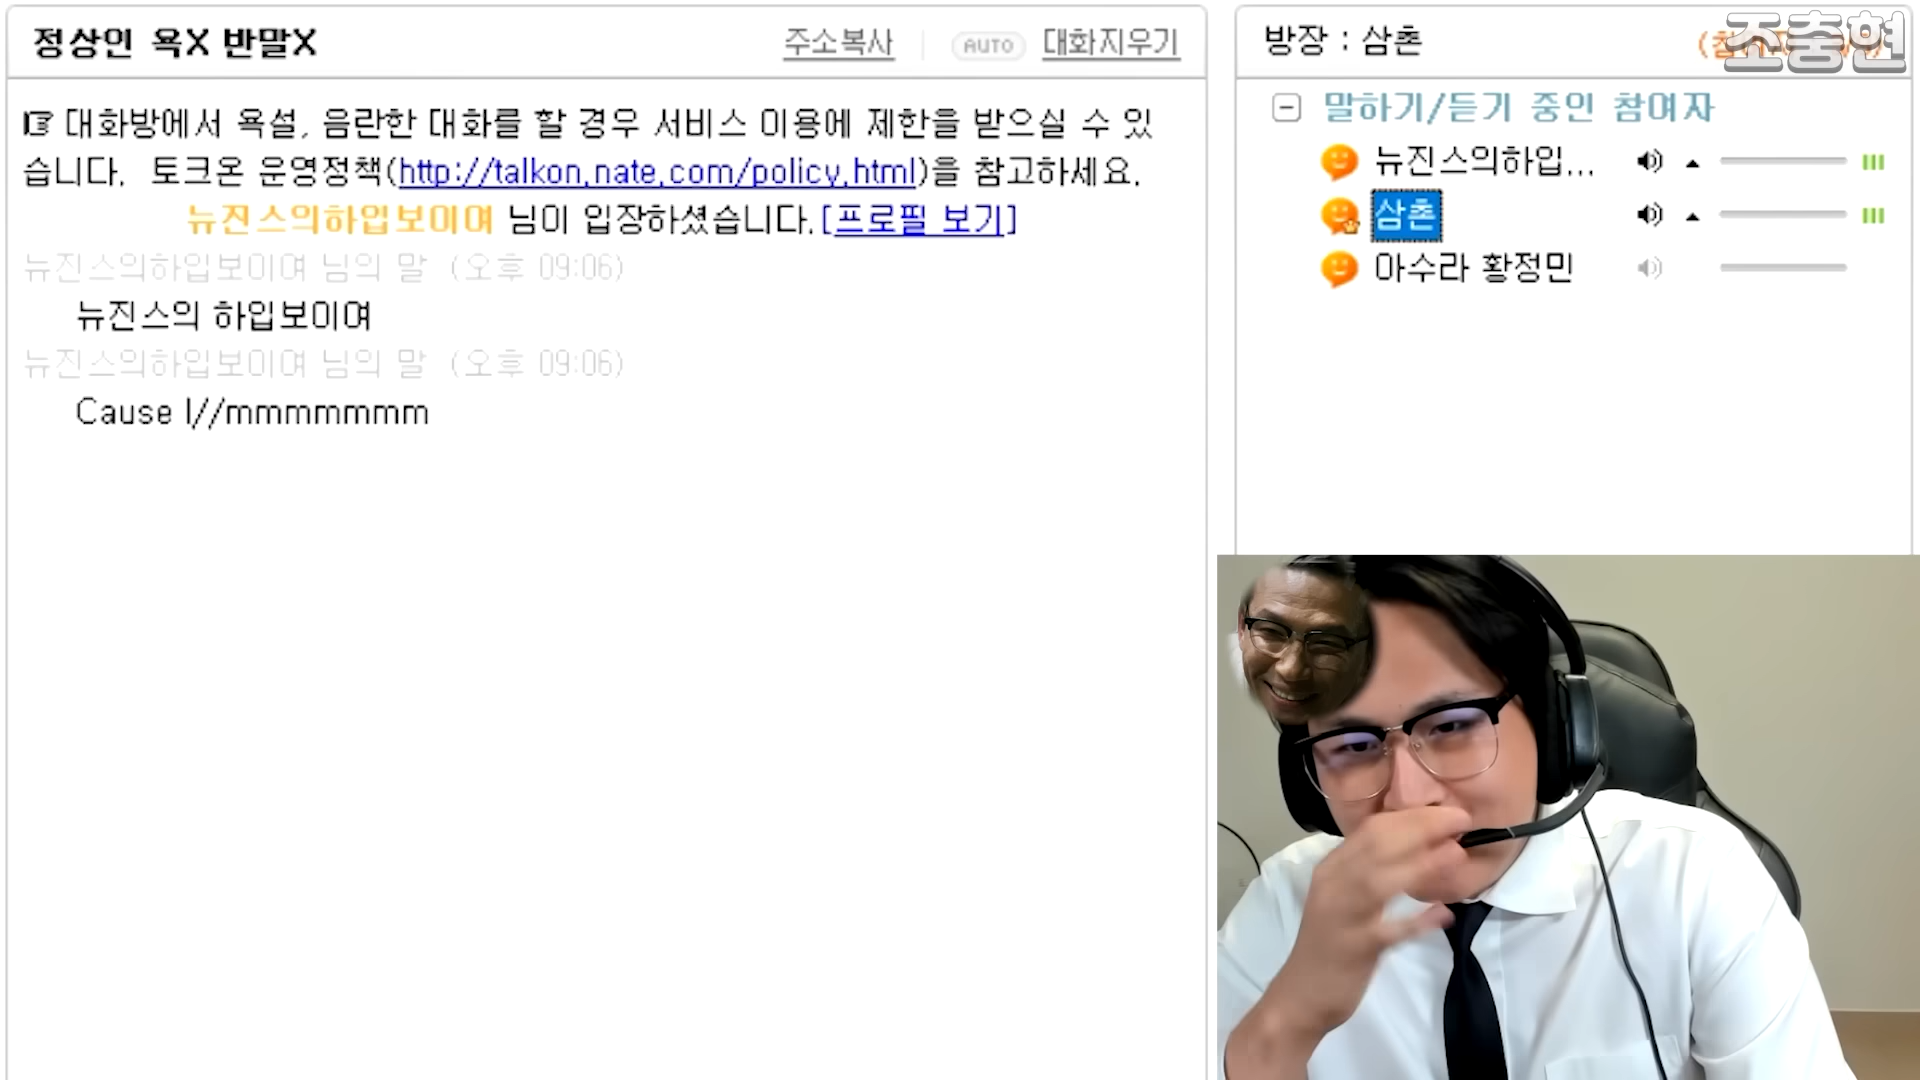 정상인 욕X 반말X
주소복사
AUTO
대화지우기
☞ 대화방에서 욕설, 음란한 대화를 할 경우 서비스 이용에 제한을 받으실 수 있
습니다. 토크온 운영정책(http://talkon.nate.com/policy.html)을 참고하세요.
뉴진스의하입보이여 님이 입장하셨습니다.[프로필 보기]
뉴진스의하입보이여 님의 말 (오후 09:06)
뉴진스의 하입보이여
뉴진스의하입보이여 님의 말 (오후 09:06)
Cause I//mmmmmmm
방장 : 삼촌
조충현
말하기/듣기 중인 참여자
뉴진스의하입...
삼촌
아수라 황정민